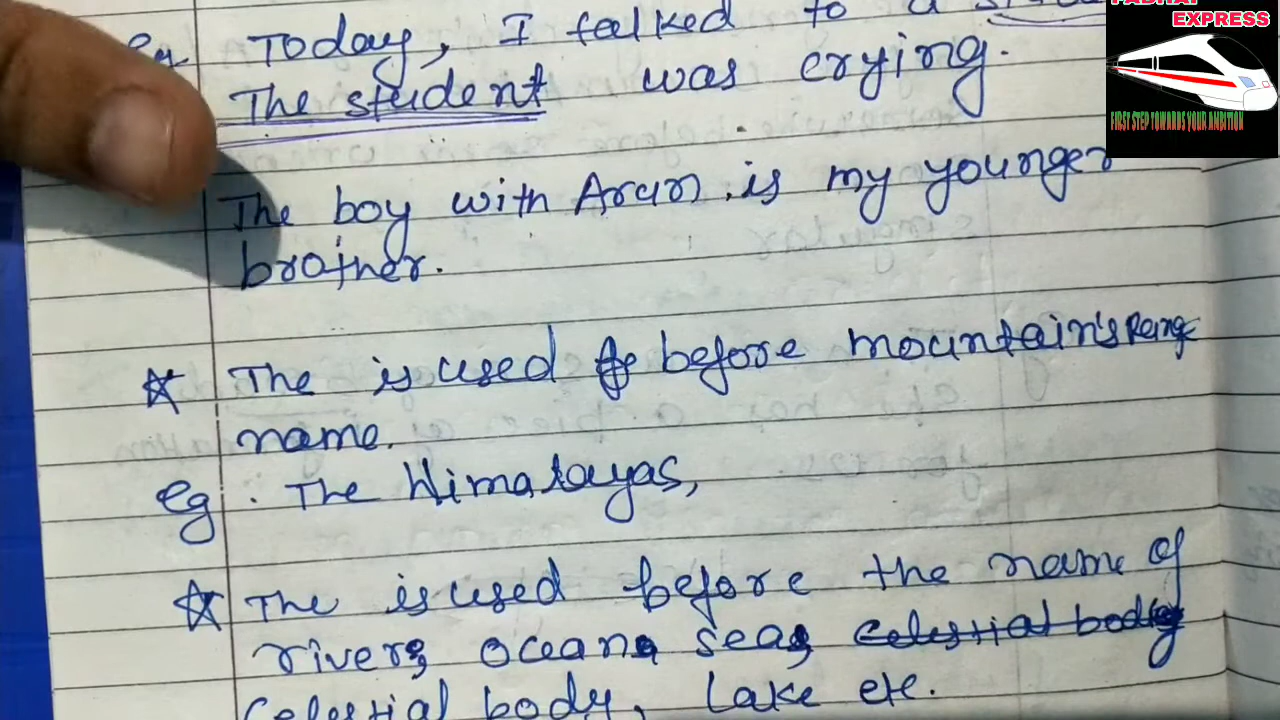 PADHAI
EXPRESS
FIRST STEP TOWARDS YOUR AMBITION
eg Today, I talked to a
The student was crying.
The boy with Arun is my younger
brother.
The is used before mountain's Range
name.
eg. The Himalayas,
The is used before the name of
rivers oceans seas celestial body
Celestial body, Lake etc.